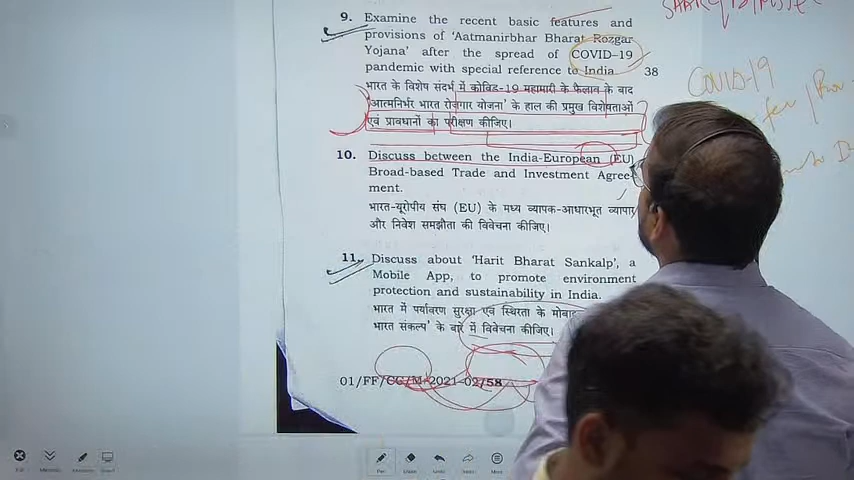 9. Examine the recent basic features and
provisions of 'Aatmanirbhar Bharat Rozgar
Yojana' after the spread of COVID–19
pandemic with special reference to India. 38
भारत के विशेष संदर्भ में कोविड-19 महामारी के फैलाव के बाद
'आत्मनिर्भर भारत रोजगार योजना' के हाल की प्रमुख विशेषताओं
एवं प्रावधानों का परीक्षण कीजिए।
10. Discuss between the India-European (EU)
Broad-based Trade and Investment Agree-
ment.
भारत-यूरोपीय संघ (EU) के मध्य व्यापक-आधारभूत व्यापार
और निवेश समझौता की विवेचना कीजिए।
11. Discuss about 'Harit Bharat Sankalp', a
Mobile App, to promote environment
protection and sustainability in India.
भारत में पर्यावरण सुरक्षा एवं स्थिरता के
भारत संकल्प' के बारे में विवेचना कीजिए।
01/FF/CC/M-2021-02/58
COVID-19